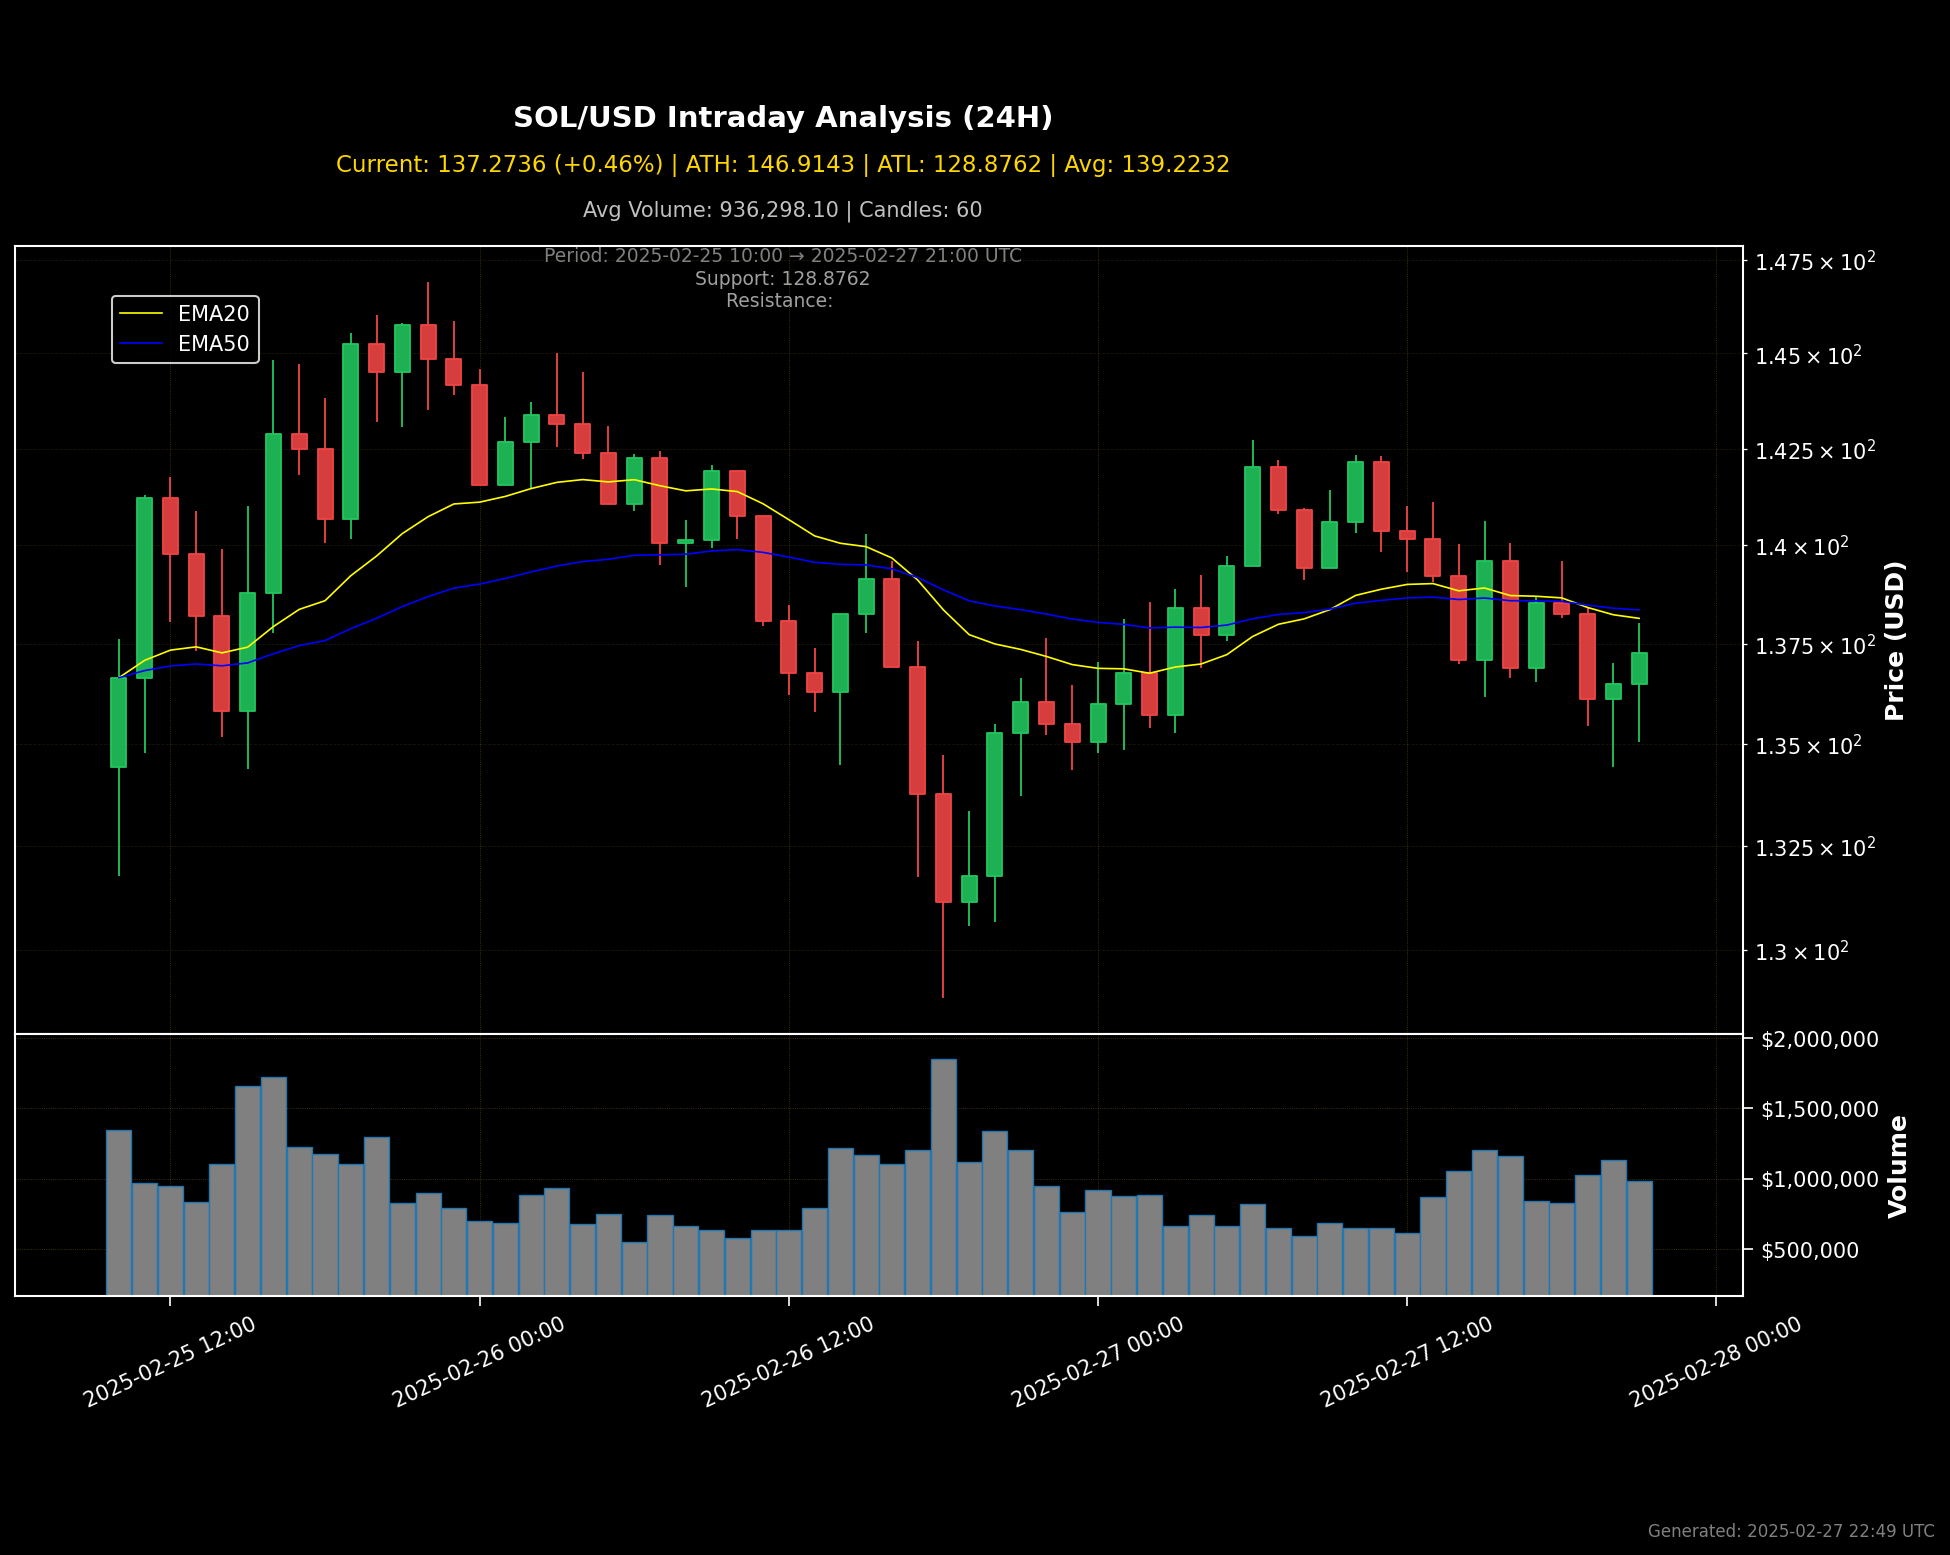 SOL/USD Intraday Analysis (24H)
Current: 137.2736 (+0.46%) | ATH: 146.9143 | ATL: 128.8762 | Avg: 139.2232
Avg Volume: 936,298.10 | Candles: 60
Period: 2025-02-25 10:00 → 2025-02-27 21:00 UTC
Support: 128.8762
Resistance:
EMA20
EMA50
1.475 × 10²
1.45 × 10²
1.425 × 10²
1.4 × 10²
1.375 × 10²
1.35 × 10²
1.325 × 10²
1.3 × 10²
Price (USD)
$2,000,000
$1,500,000
$1,000,000
$500,000
Volume
2025-02-25 12:00
2025-02-26 00:00
2025-02-26 12:00
2025-02-27 00:00
2025-02-27 12:00
2025-02-28 00:00
Generated: 2025-02-27 22:49 UTC